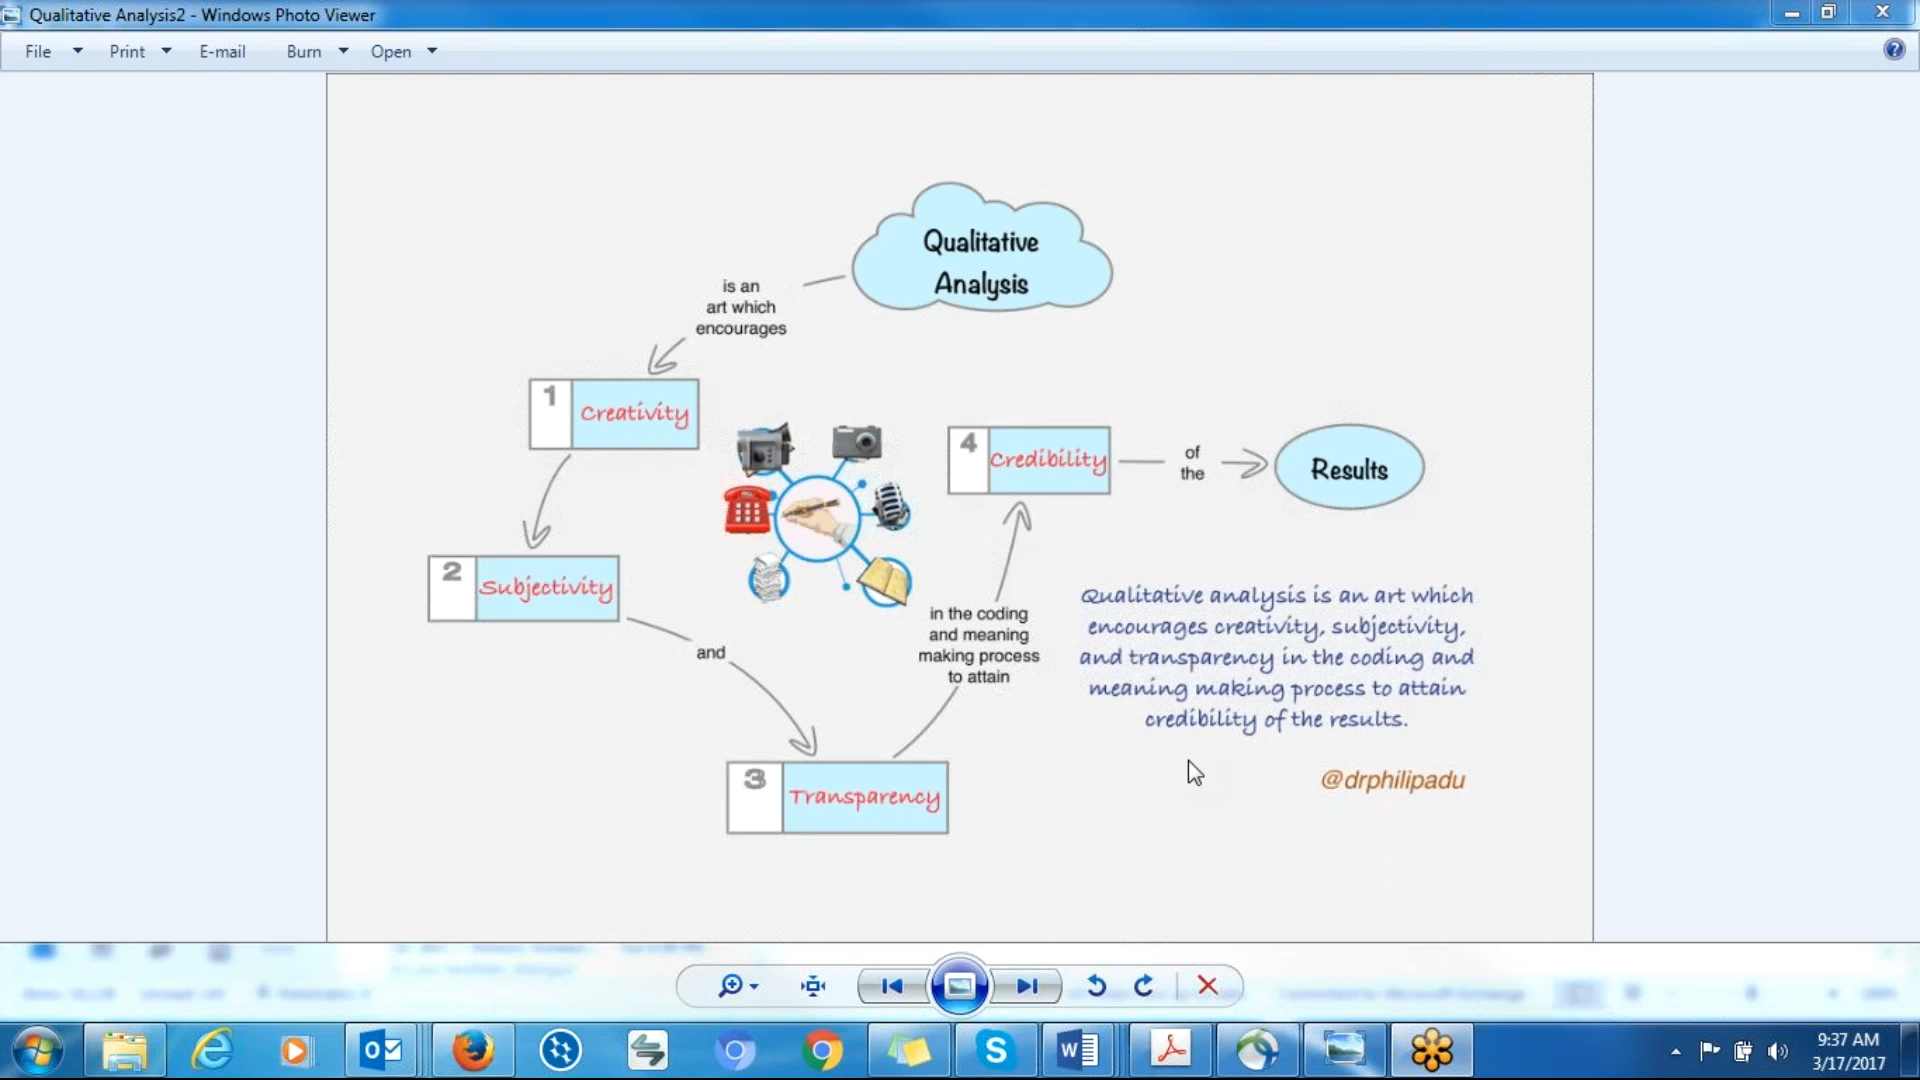 Qualitative Analysis2 - Windows Photo Viewer
File Print E-mail Burn Open
Qualitative
Analysis
is an
art which
encourages
1
Creativity
2
Subjectivity
and
3
Transparency
in the coding
and meaning
making process
to attain
4
Credibility
of
the
Results
Qualitative analysis is an art which
encourages creativity, subjectivity,
and transparency in the coding and
meaning making process to attain
credibility of the results.
@drphilipadu
9:37 AM
3/17/2017